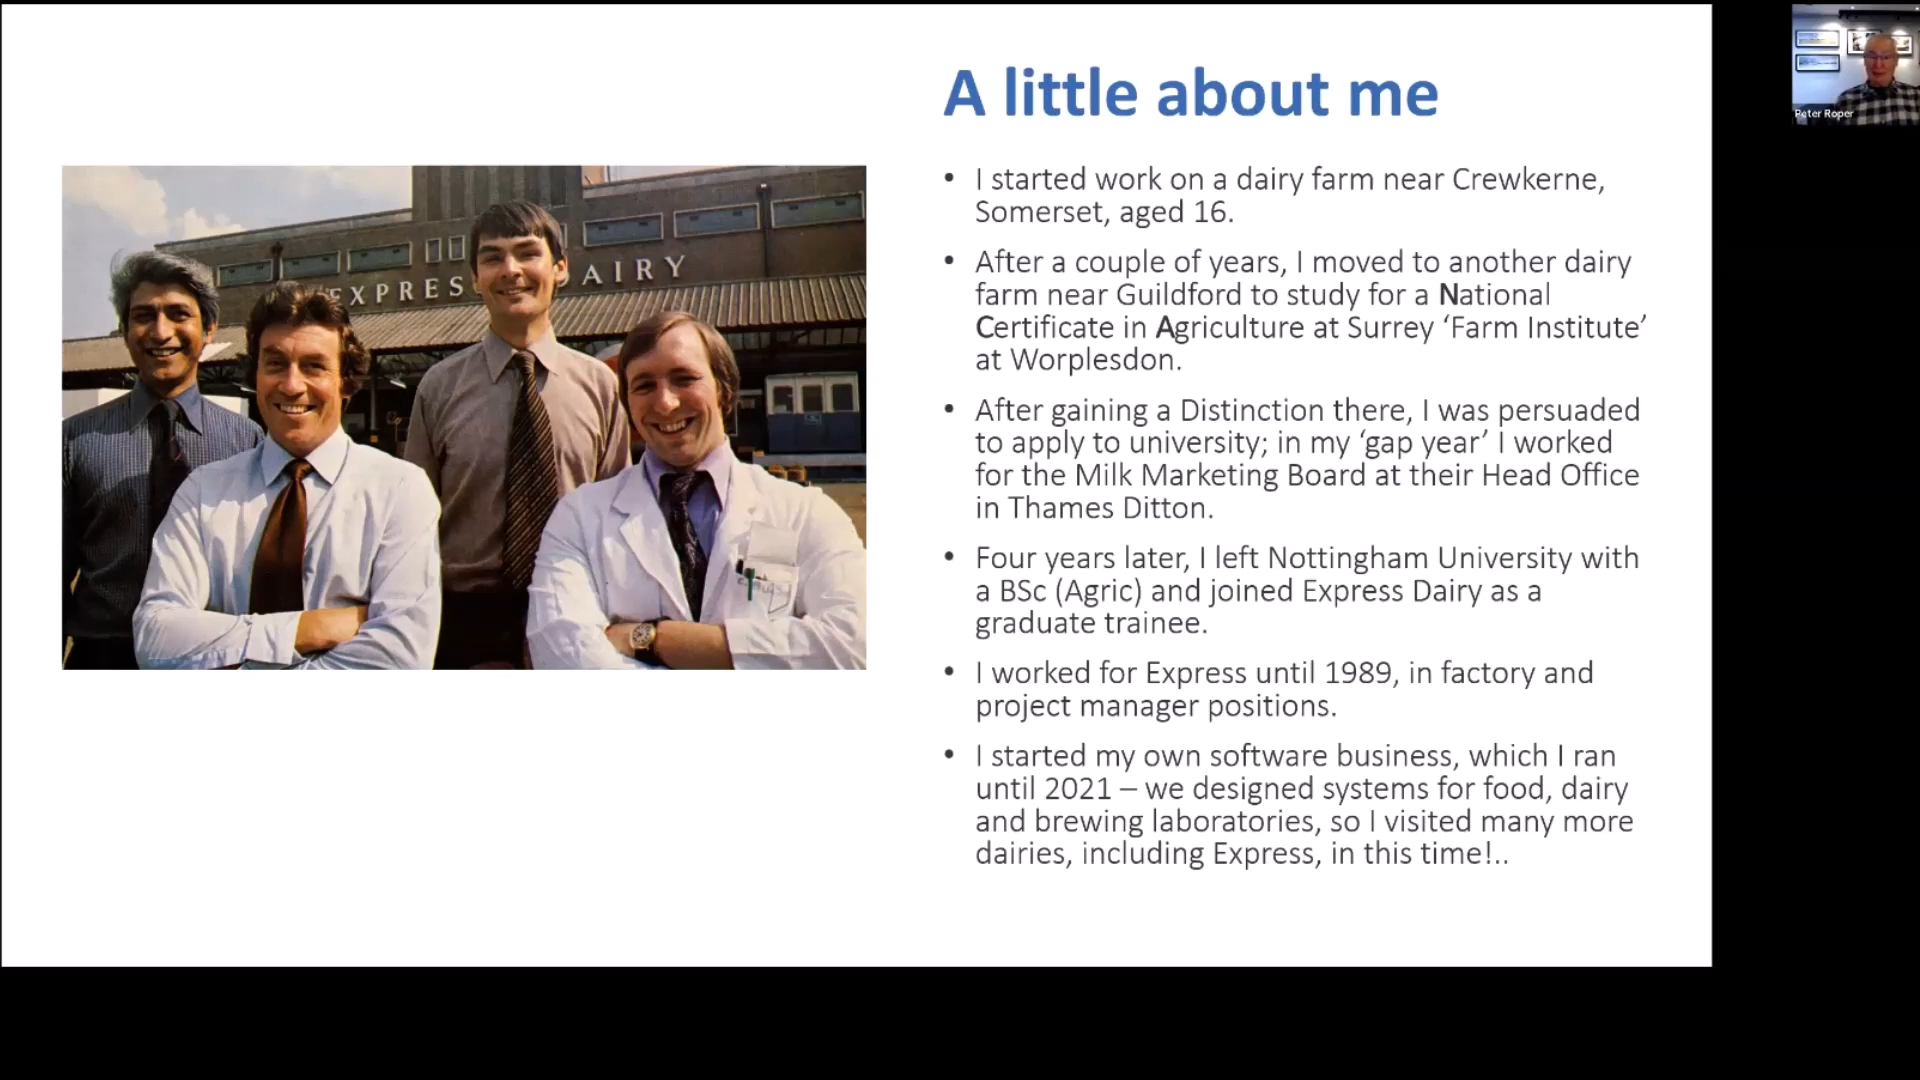 A little about me
EXPRES AIRY
• I started work on a dairy farm near Crewkerne,
Somerset, aged 16.
• After a couple of years, I moved to another dairy
farm near Guildford to study for a National
Certificate in Agriculture at Surrey ‘Farm Institute’
at Worplesdon.
• After gaining a Distinction there, I was persuaded
to apply to university; in my ‘gap year’ I worked
for the Milk Marketing Board at their Head Office
in Thames Ditton.
• Four years later, I left Nottingham University with
a BSc (Agric) and joined Express Dairy as a
graduate trainee.
• I worked for Express until 1989, in factory and
project manager positions.
• I started my own software business, which I ran
until 2021 – we designed systems for food, dairy
and brewing laboratories, so I visited many more
dairies, including Express, in this time!..
Peter Roper